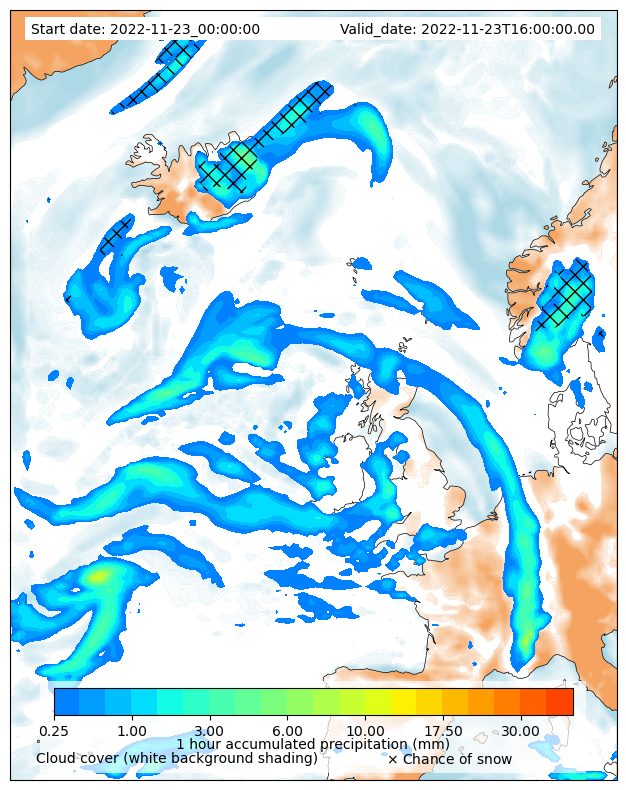 Start date: 2022-11-23_00:00:00 Valid_date: 2022-11-23T16:00:00.00
0.25 1.00 3.00 6.00 10.00 17.50 30.00
1 hour accumulated precipitation (mm)
Cloud cover (white background shading) × Chance of snow